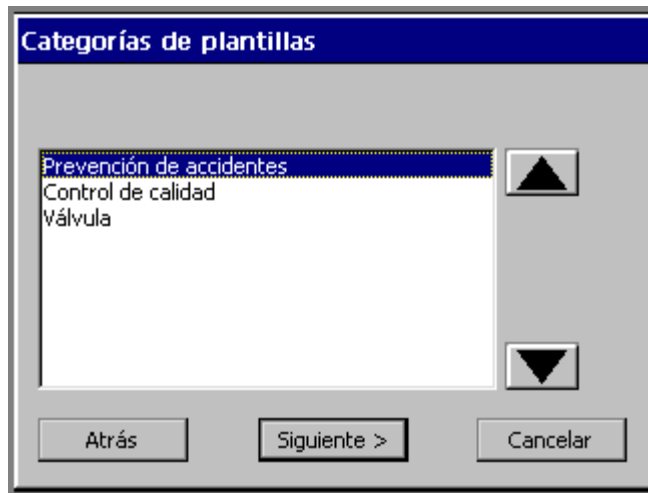 Categorías de plantillas
Prevención de accidentes
Control de calidad
Válvula
Atrás
Siguiente >
Cancelar